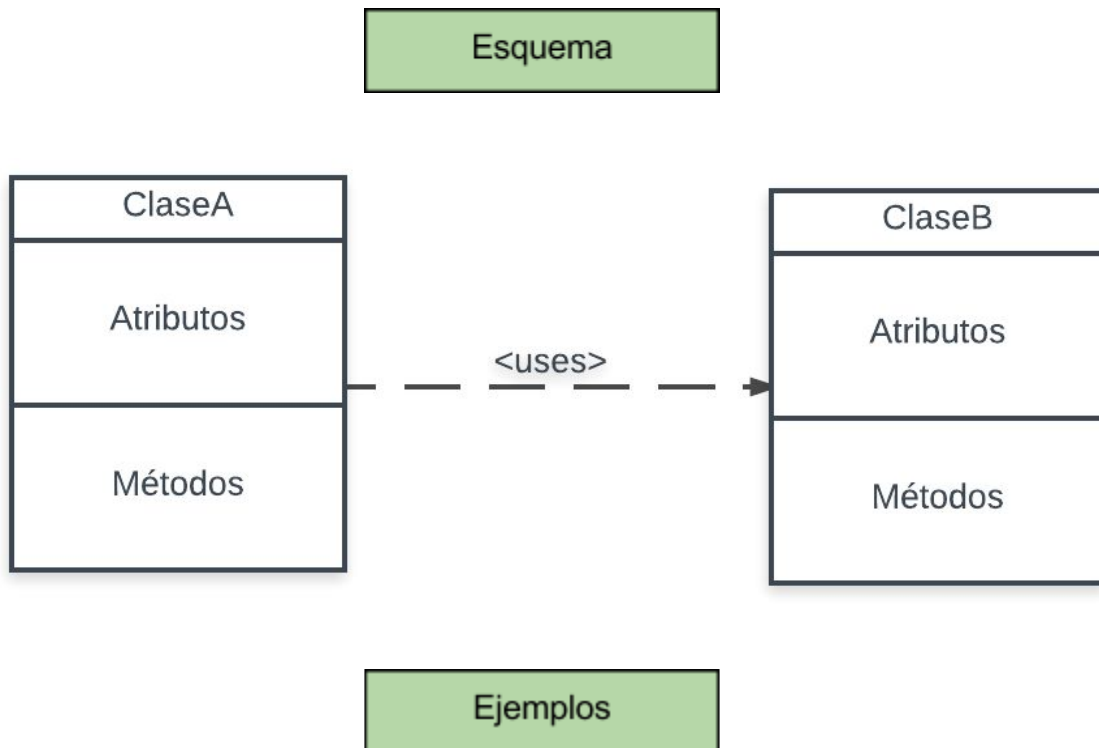 Esquema
ClaseA
Atributos
Métodos
<uses>
ClaseB
Atributos
Métodos
Ejemplos